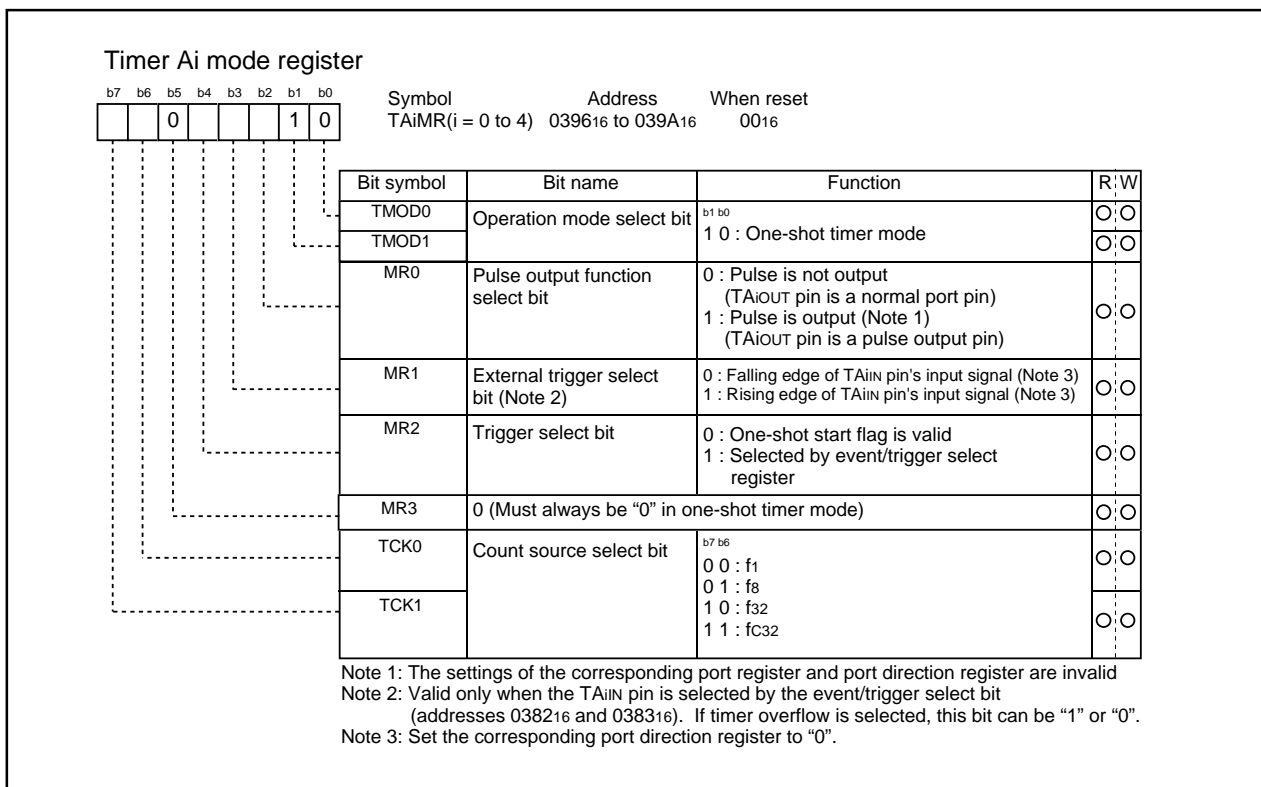 Timer Ai mode register
b7 b6 b5 b4 b3 b2 b1 b0
0 1 0
Symbol Address When reset
TAiMR(i = 0 to 4) 039616 to 039A16 0016
Bit symbol Bit name Function R W
TMOD0 Operation mode select bit b1 b0
1 0 : One-shot timer mode
TMOD1
MR0 Pulse output function 0 : Pulse is not output
select bit (TAiOUT pin is a normal port pin)
1 : Pulse is output (Note 1)
(TAiOUT pin is a pulse output pin)
MR1 External trigger select 0 : Falling edge of TAiIN pin's input signal (Note 3)
bit (Note 2) 1 : Rising edge of TAiIN pin's input signal (Note 3)
MR2 Trigger select bit 0 : One-shot start flag is valid
1 : Selected by event/trigger select
register
MR3 0 (Must always be “0” in one-shot timer mode)
TCK0 Count source select bit b7 b6
0 0 : f1
0 1 : f8
TCK1 1 0 : f32
1 1 : fC32
Note 1: The settings of the corresponding port register and port direction register are invalid
Note 2: Valid only when the TAiIN pin is selected by the event/trigger select bit
(addresses 038216 and 038316). If timer overflow is selected, this bit can be “1” or “0”.
Note 3: Set the corresponding port direction register to “0”.